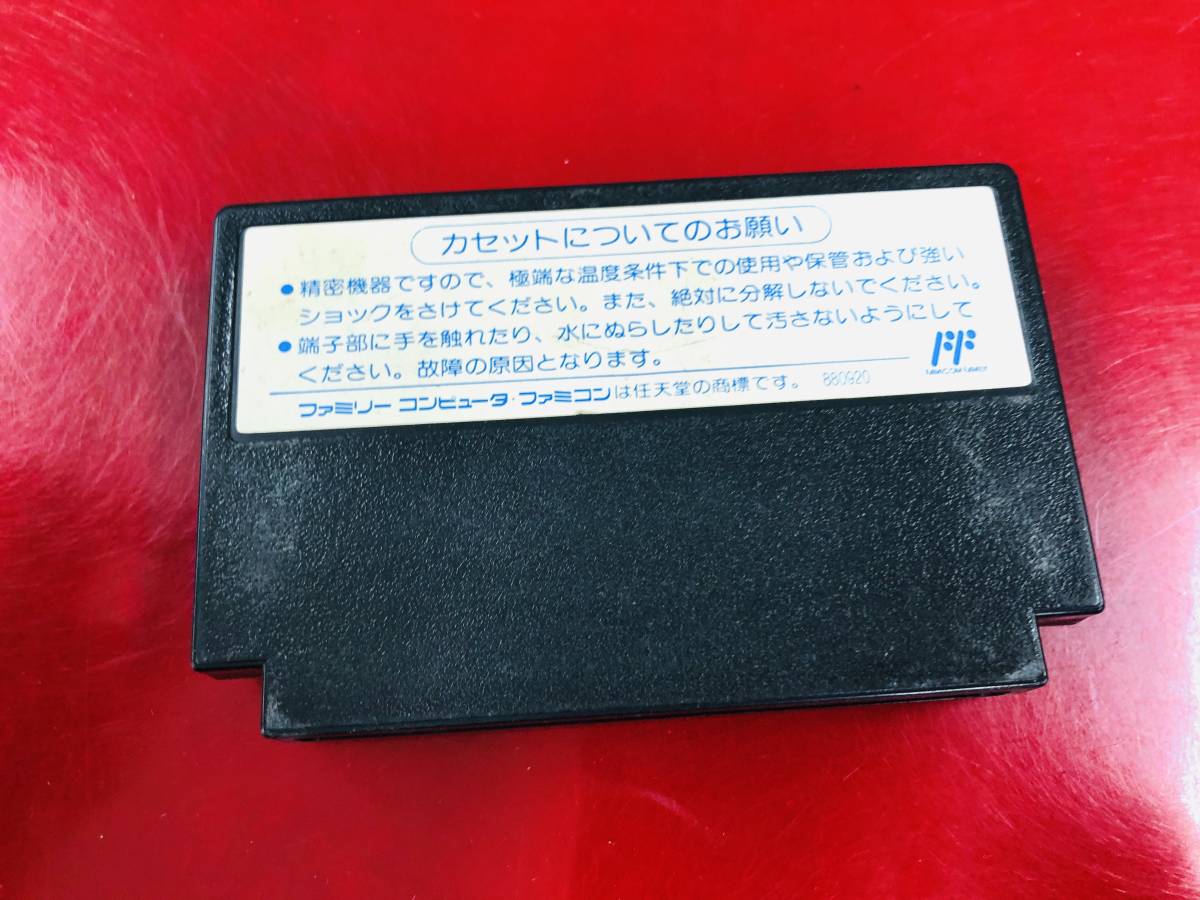 カセットについてのお願い
●精密機器ですので、極端な温度条件下での使用や保管および強い
ショックをさけてください。また、絶対に分解しないでください。
●端子部に手を触れたり、水にぬらしたりして汚さないようにして
ください。故障の原因となります。
ファミリー コンピュータ・ファミコンは任天堂の商標です。 880920